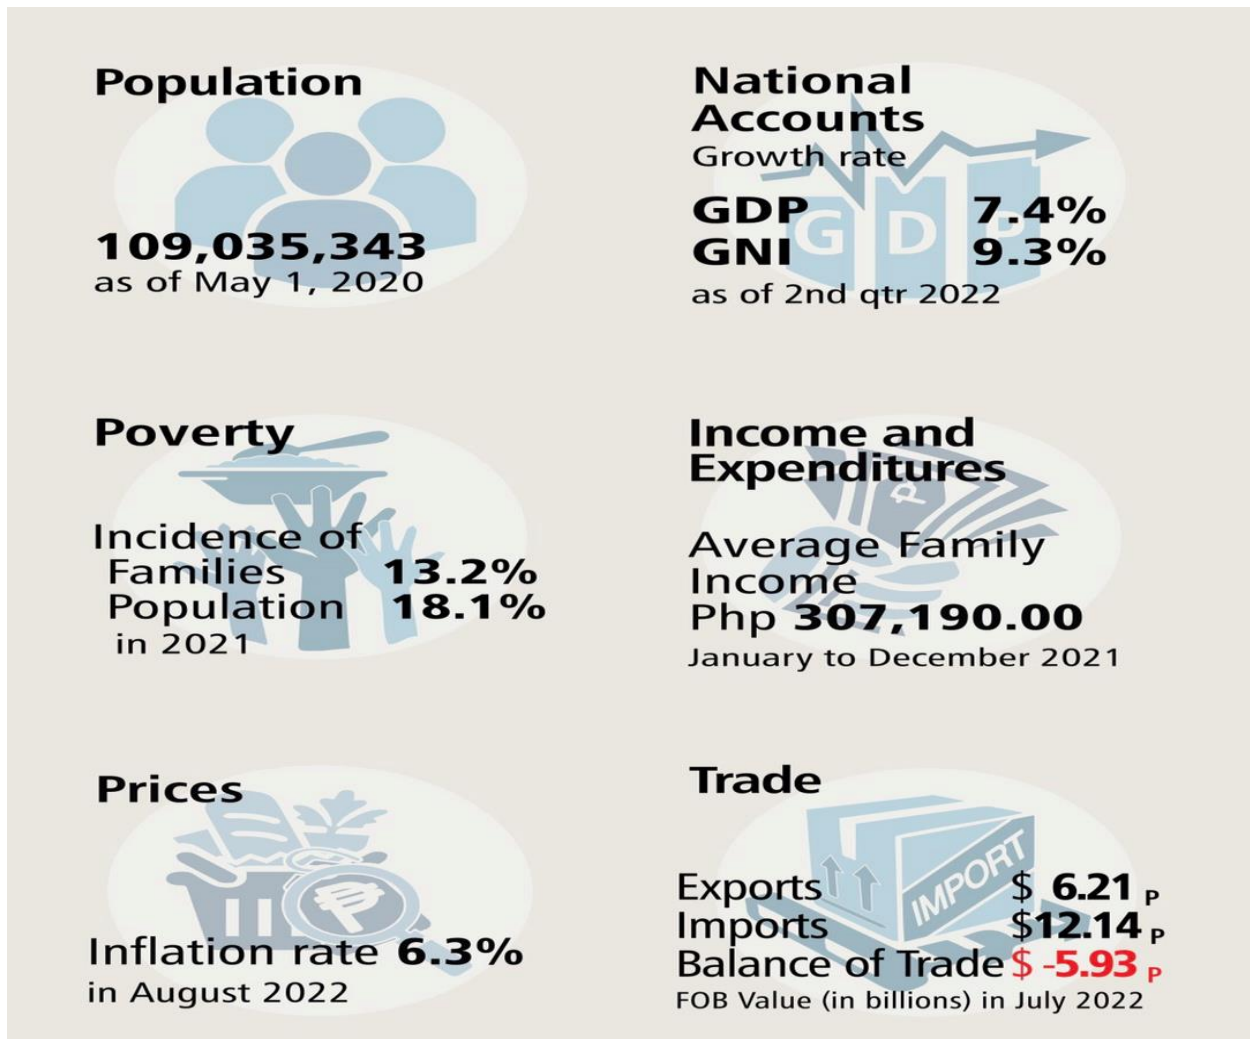 Population
109,035,343
as of May 1, 2020
National
Accounts
Growth rate
GDP 7.4%
GNI 9.3%
as of 2nd qtr 2022
GDP
Poverty
Incidence of
Families 13.2%
Population 18.1%
in 2021
Income and
Expenditures
Average Family
Income
Php 307,190.00
January to December 2021
₱
Prices
Inflation rate 6.3%
in August 2022
₱
Trade
Exports $ 6.21 P
Imports $12.14 P
Balance of Trade $ -5.93 P
FOB Value (in billions) in July 2022
IMPORT